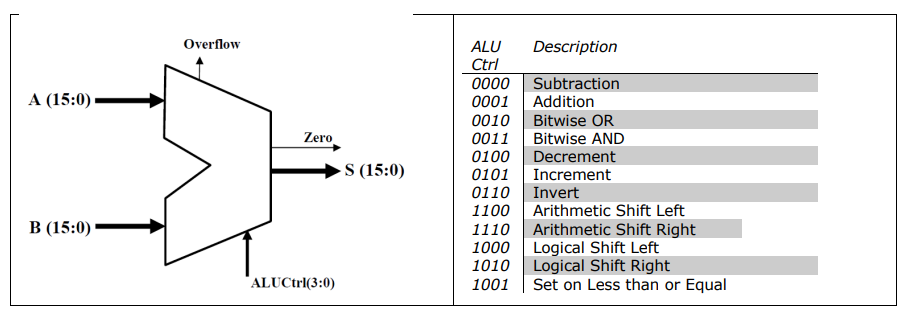 Overflow
A (15:0)
Zero
S (15:0)
B (15:0)
ALUCtrl(3:0)
ALU Ctrl Description
0000 Subtraction
0001 Addition
0010 Bitwise OR
0011 Bitwise AND
0100 Decrement
0101 Increment
0110 Invert
1100 Arithmetic Shift Left
1110 Arithmetic Shift Right
1000 Logical Shift Left
1010 Logical Shift Right
1001 Set on Less than or Equal